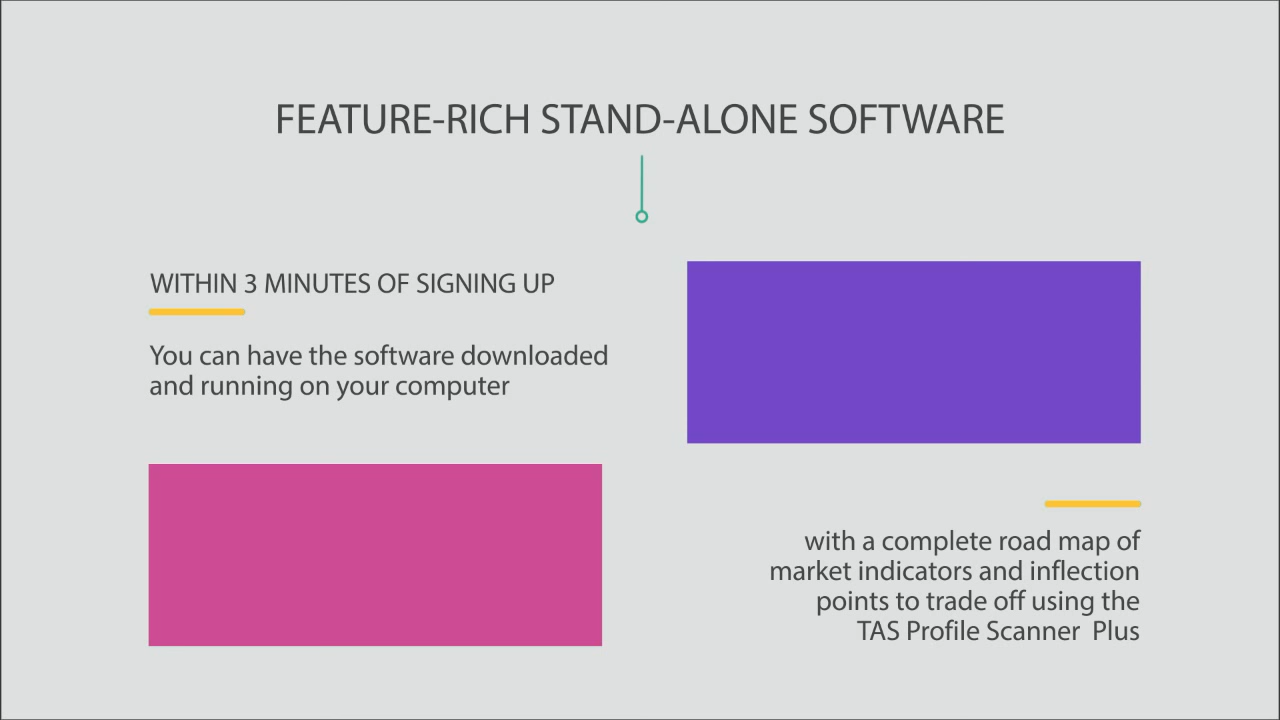 FEATURE-RICH STAND-ALONE SOFTWARE
WITHIN 3 MINUTES OF SIGNING UP
You can have the software downloaded
and running on your computer
with a complete road map of
market indicators and inflection
points to trade off using the
TAS Profile Scanner  Plus